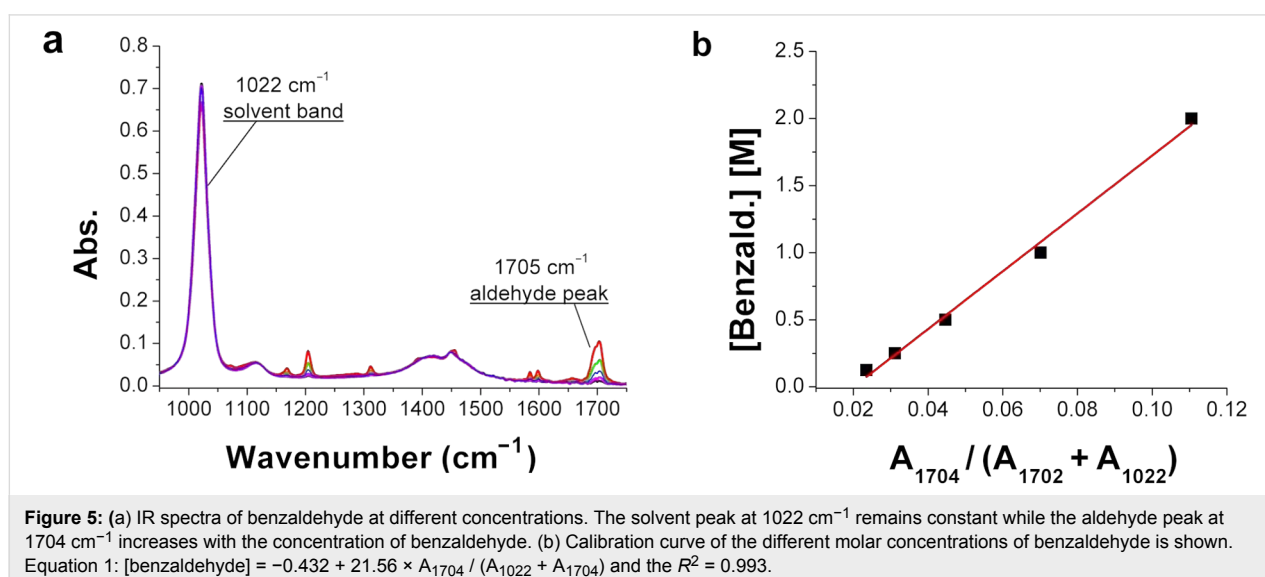 a
0.8
0.7
0.6
0.5
0.4
0.3
0.2
0.1
0.0
Abs.
1022 cm⁻¹
solvent band
1705 cm⁻¹
aldehyde peak
1000 1100 1200 1300 1400 1500 1600 1700
Wavenumber (cm⁻¹)
b
2.5
2.0
1.5
1.0
0.5
0.0
[Benzald.] [M]
0.02 0.04 0.06 0.08 0.10 0.12
A₁₇₀₄ / (A₁₇₀₂ + A₁₀₂₂)
Figure 5: (a) IR spectra of benzaldehyde at different concentrations. The solvent peak at 1022 cm⁻¹ remains constant while the aldehyde peak at
1704 cm⁻¹ increases with the concentration of benzaldehyde. (b) Calibration curve of the different molar concentrations of benzaldehyde is shown.
Equation 1: [benzaldehyde] = −0.432 + 21.56 × A₁₇₀₄ / (A₁₀₂₂ + A₁₇₀₄) and the R² = 0.993.